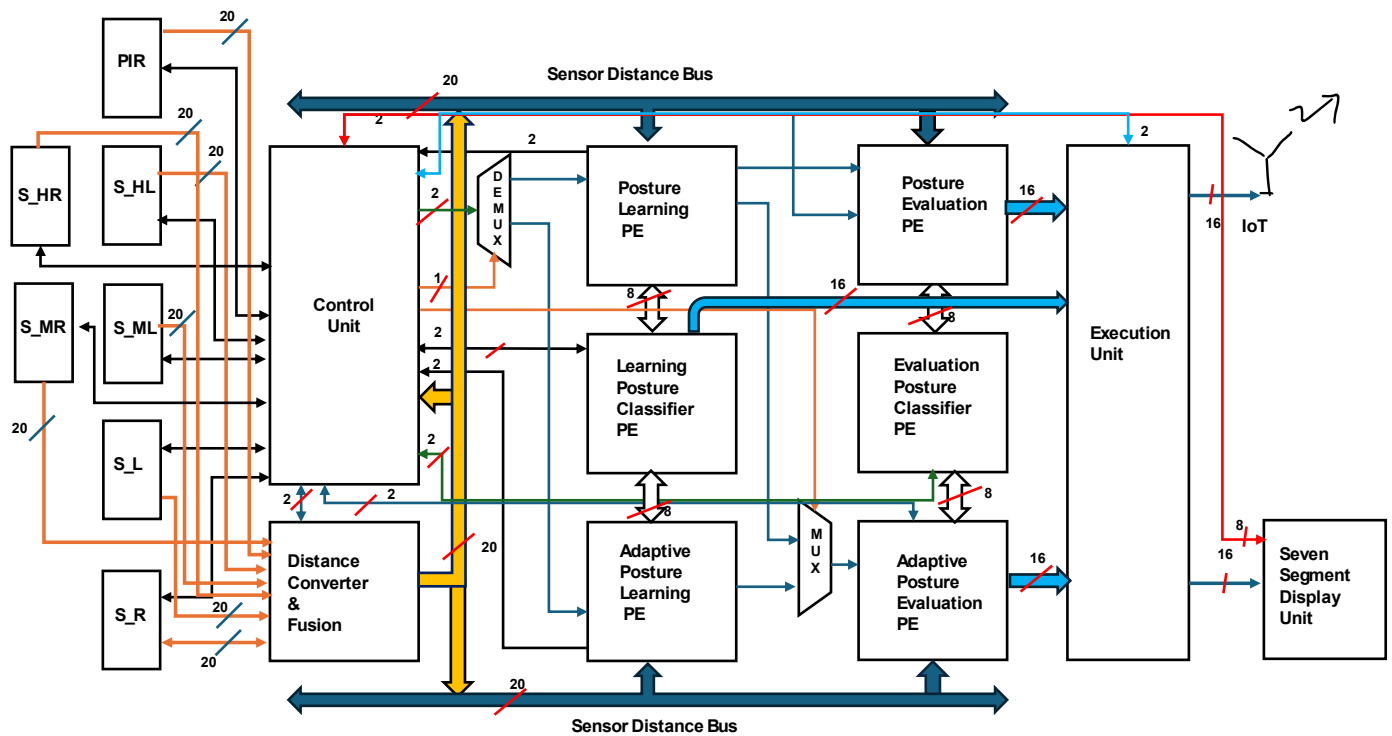 20
20
PIR
Sensor Distance Bus
20
2
2
20
20
S_HR
S_HL
2
DEMUX
Posture
Learning
PE
Posture
Evaluation
PE
16
16
IoT
2
1
Control
Unit
8
16
8
Execution
Unit
S_MR
20
S_ML
2
2
Learning
Posture
Classifier
PE
Evaluation
Posture
Classifier
PE
20
S_L
2
2
2
8
8
MUX
8
16
20
Distance
Converter
&
Fusion
20
Adaptive
Posture
Learning
PE
Adaptive
Posture
Evaluation
PE
16
Seven
Segment
Display
Unit
S_R
20
20
Sensor Distance Bus